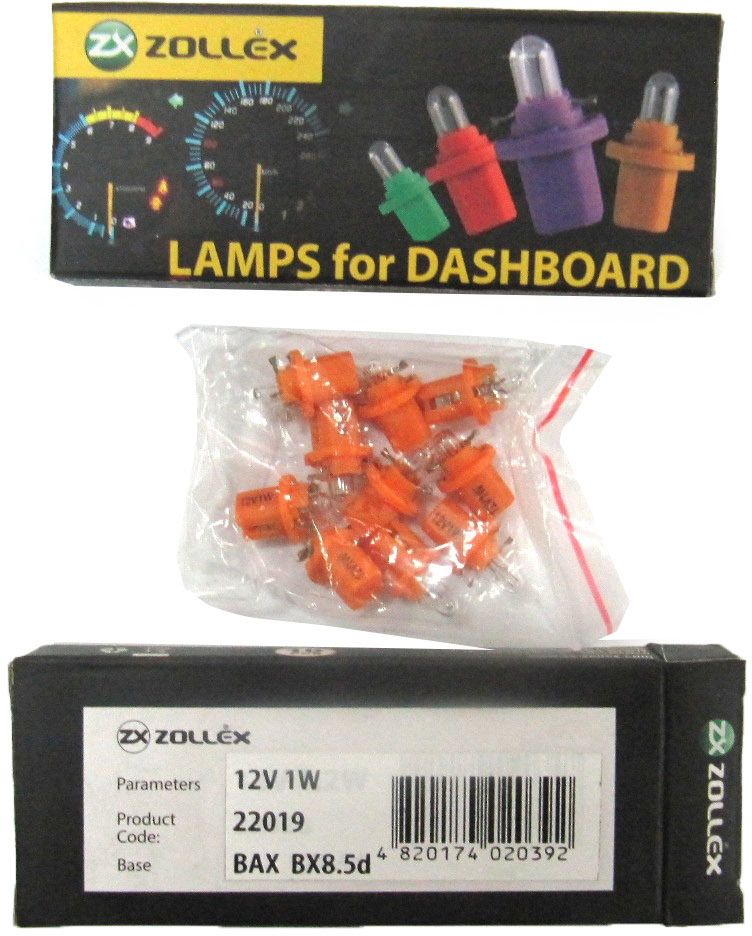 ZX ZOLLEX
LAMPS for DASHBOARD
12V1W
ZX ZOLLEX
Parameters 12V 1W
Product Code: 22019
Base BAX BX8.5d
4 820174 020392
ZX ZOLLEX